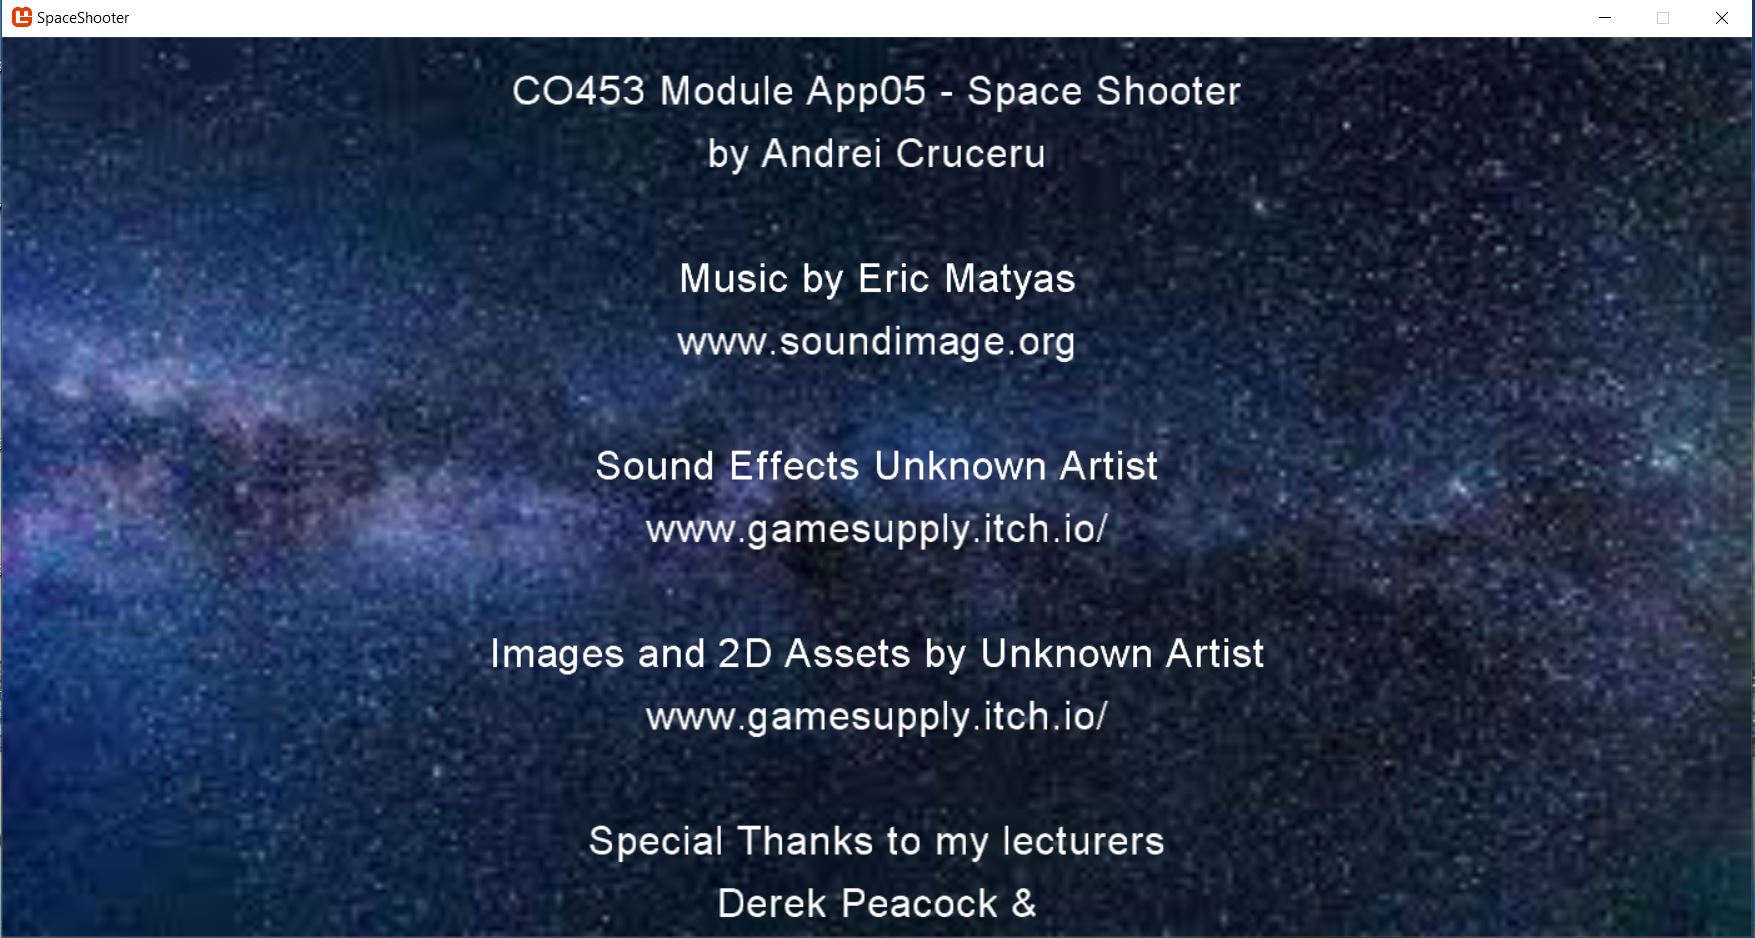 SpaceShooter
CO453 Module App05 - Space Shooter
by Andrei Cruceru
Music by Eric Matyas
www.soundimage.org
Sound Effects Unknown Artist
www.gamesupply.itch.io/
Images and 2D Assets by Unknown Artist
www.gamesupply.itch.io/
Special Thanks to my lecturers
Derek Peacock &